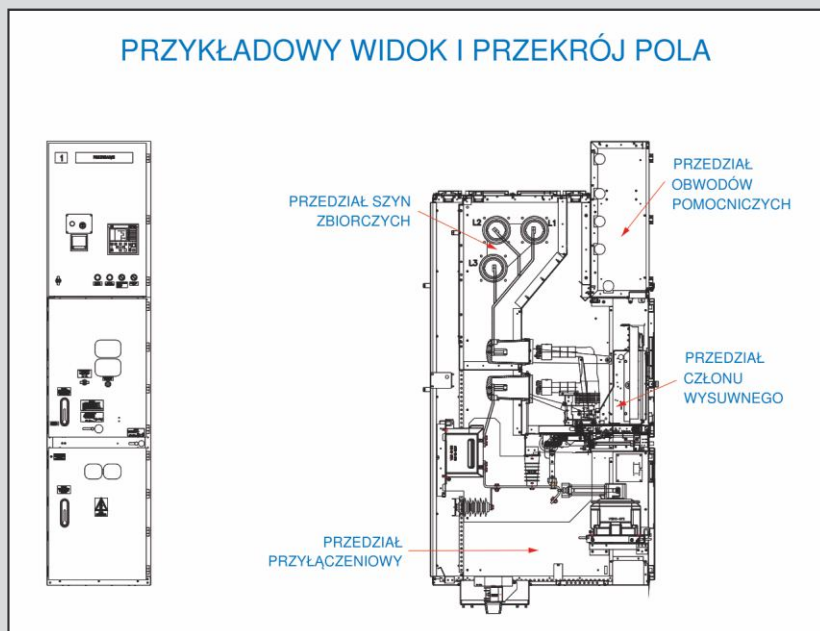 PRZYKŁADOWY WIDOK I PRZEKRÓJ POLA
1
PRZEDZIAŁ SZYN
ZBIORCZYCH
L2
L1
L3
PRZEDZIAŁ
OBWODÓW
POMOCNICZYCH
PRZEDZIAŁ
CZŁONU
WYSUWNEGO
PRZEDZIAŁ
PRZYŁĄCZENIOWY